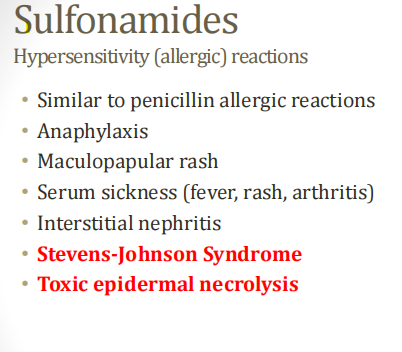 Sulfonamides
Hypersensitivity (allergic) reactions
• Similar to penicillin allergic reactions
• Anaphylaxis
• Maculopapular rash
• Serum sickness (fever, rash, arthritis)
• Interstitial nephritis
• Stevens-Johnson Syndrome
• Toxic epidermal necrolysis